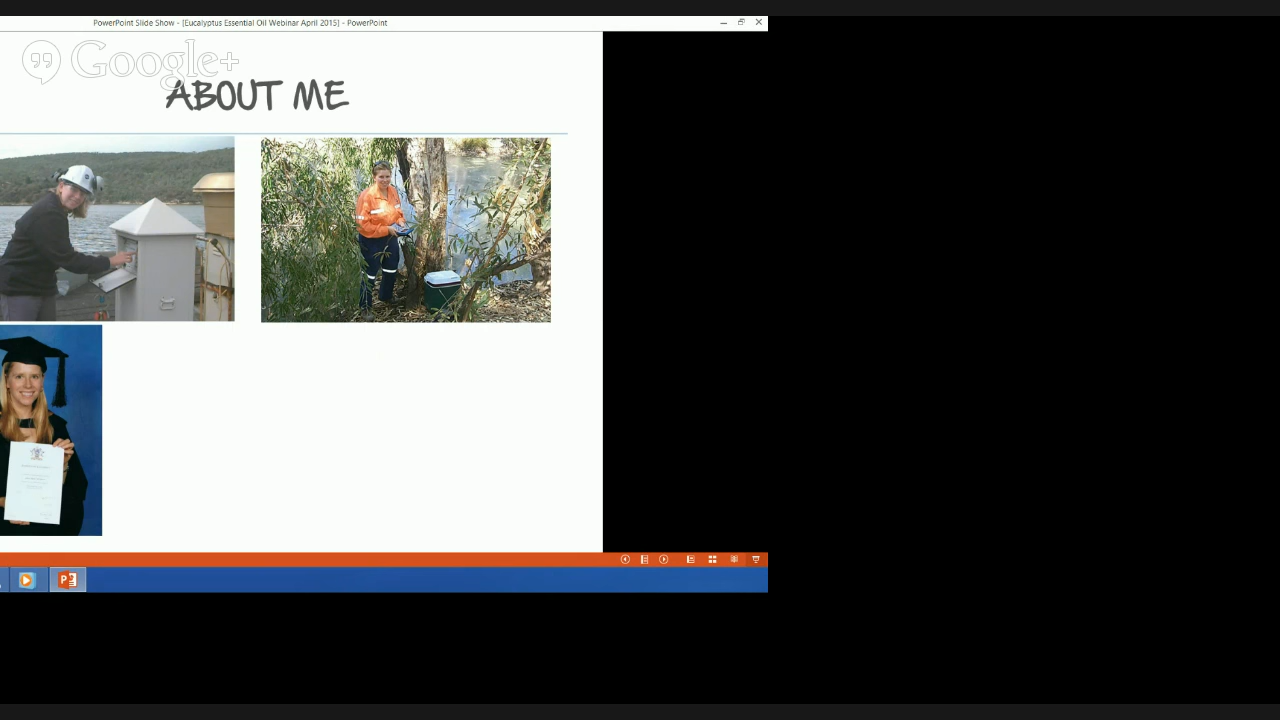 PowerPoint Slide Show - [Eucalyptus Essential Oil Webinar April 2015] - PowerPoint
Google+
ABOUT ME